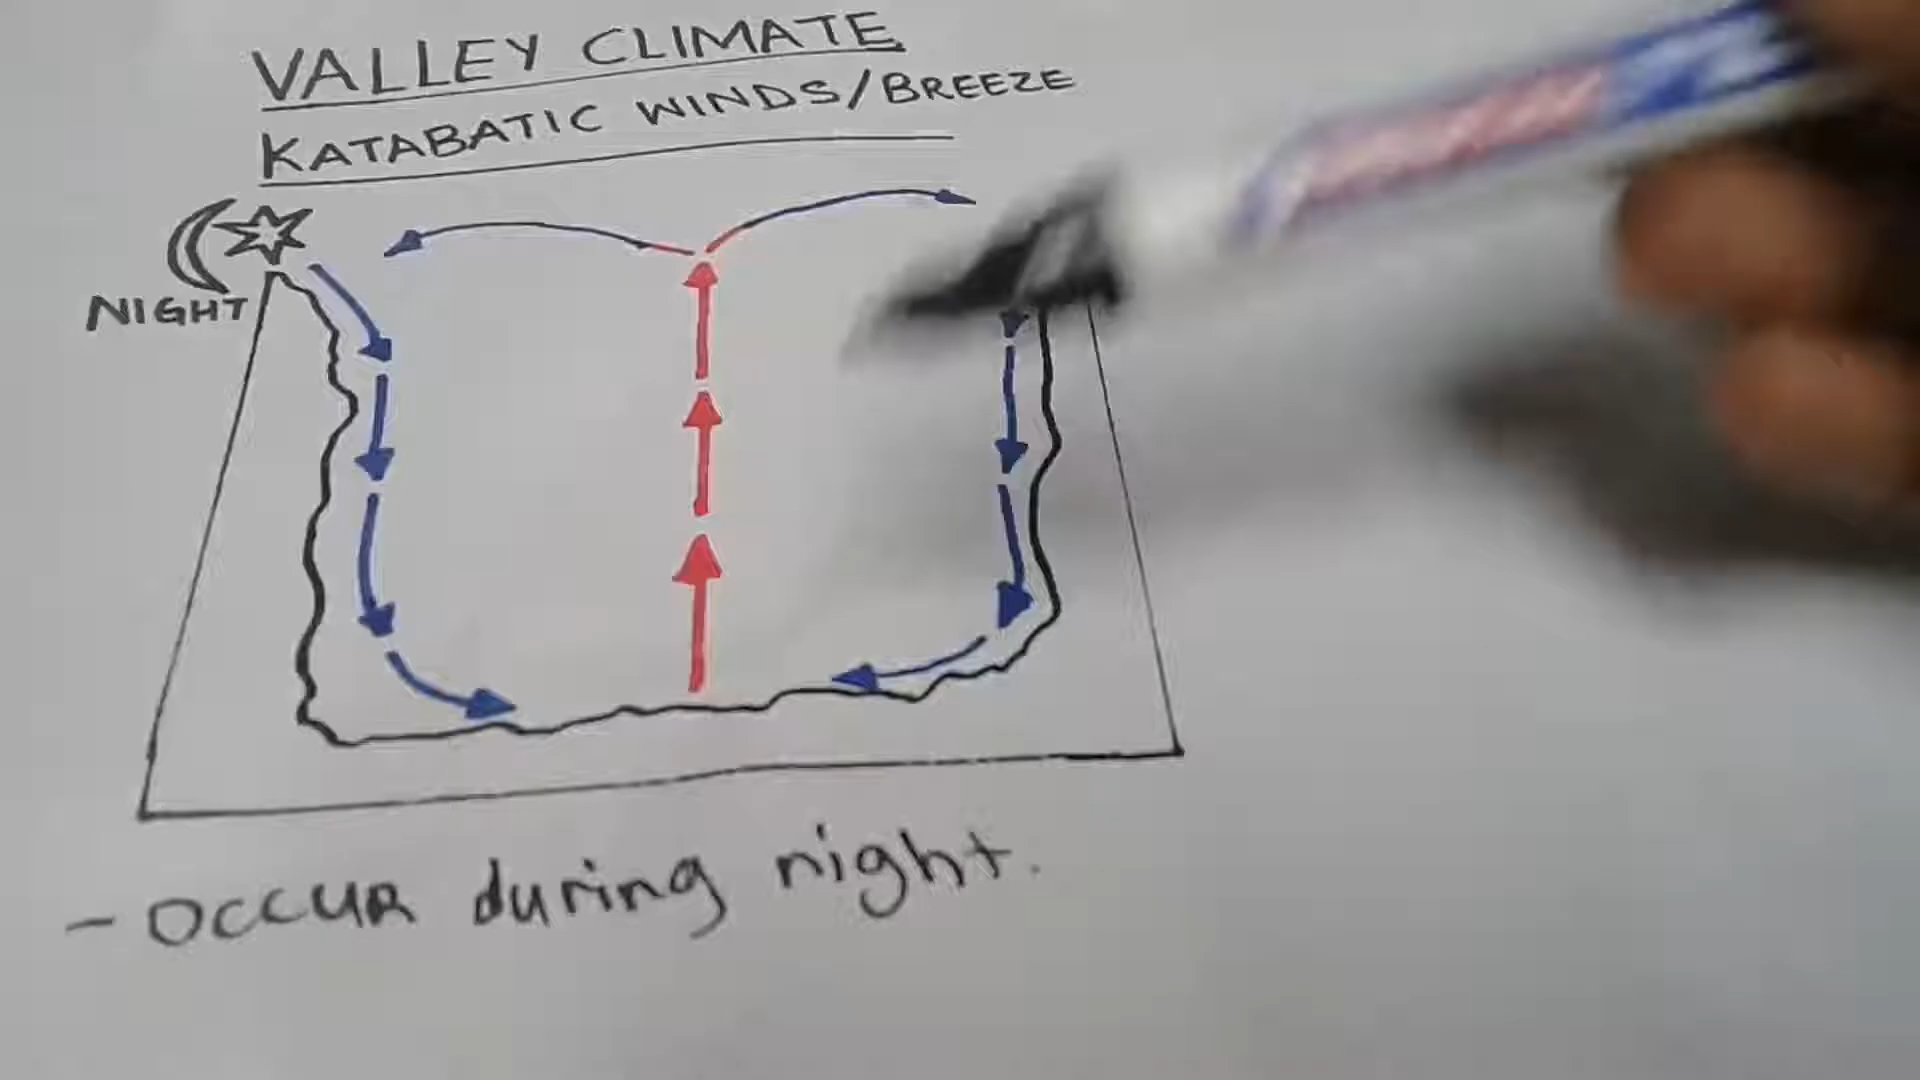 VALLEY CLIMATE
KATABATIC WINDS/BREEZE
NIGHT
- OCCUR during night.